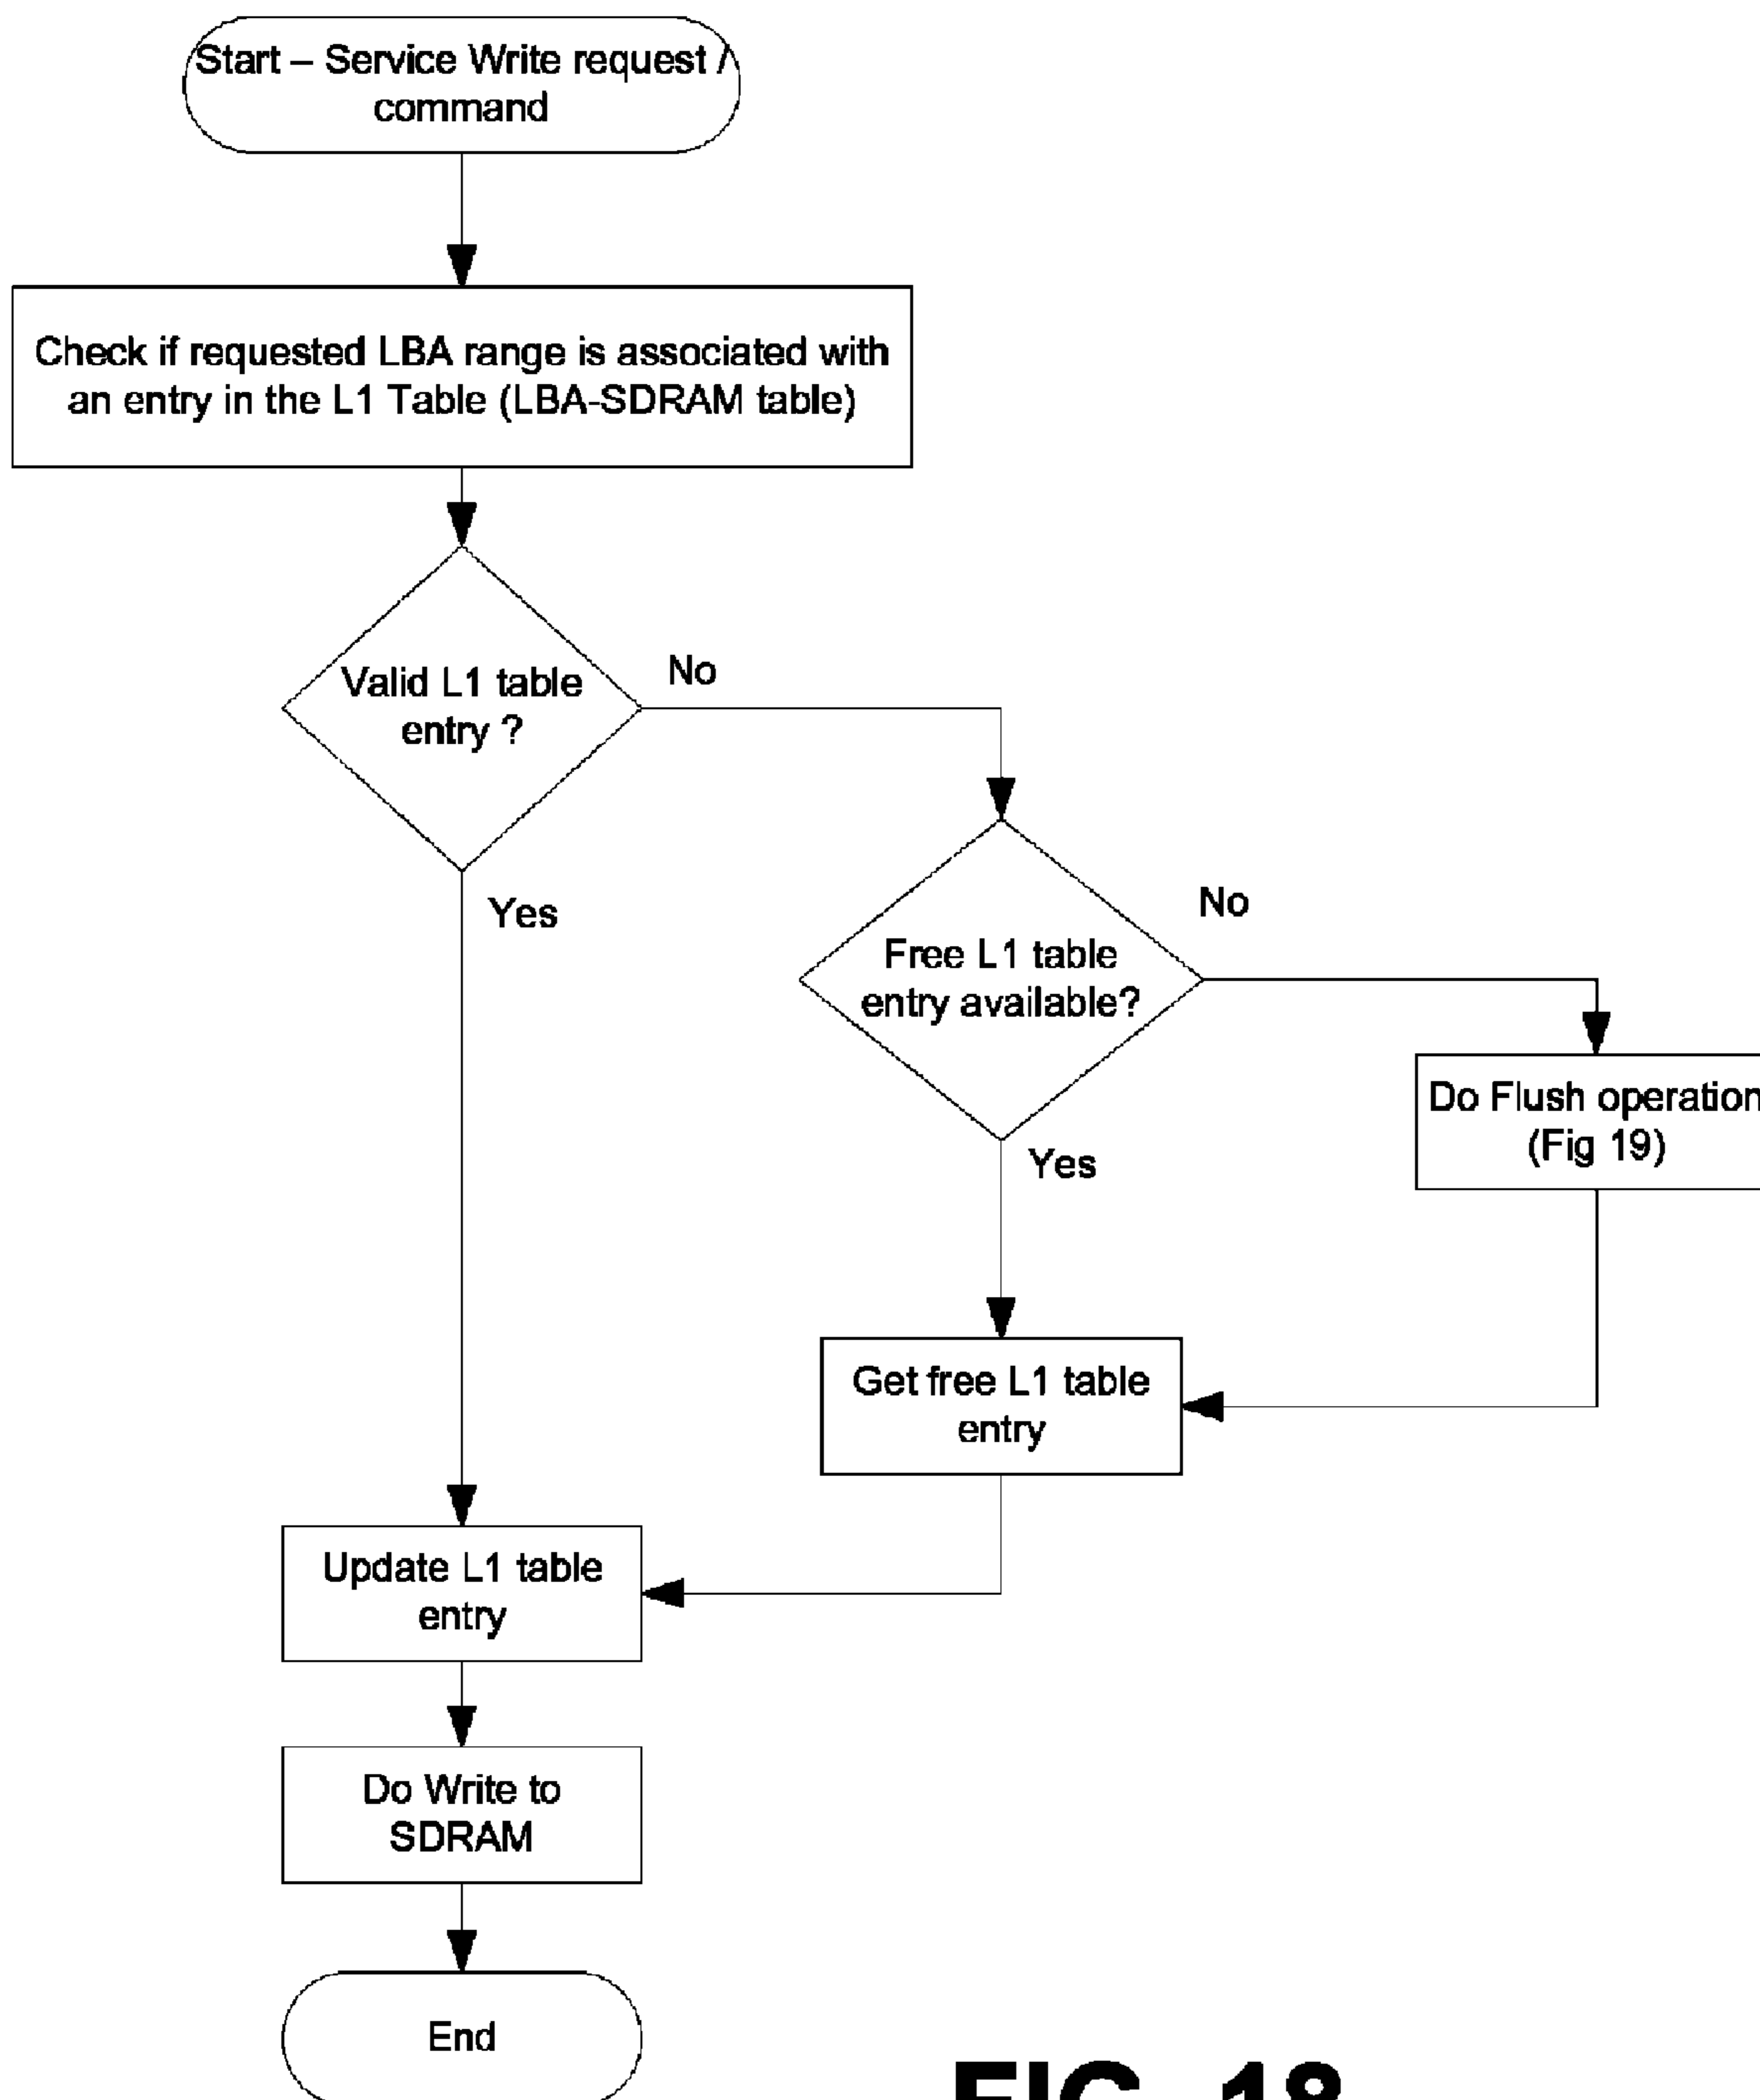 Start – Service Write request /
command
Check if requested LBA range is associated with
an entry in the L1 Table (LBA-SDRAM table)
Valid L1 table
entry ?
No
Yes
Free L1 table
entry available?
No
Yes
Do Flush operation
(Fig 19)
Get free L1 table
entry
Update L1 table
entry
Do Write to
SDRAM
End
FIG. 18